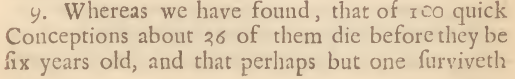 9. Whereas we have found, that of 100 quick
Conceptions about 36 of them die before they be
ſix years old, and that perhaps but one ſurviveth